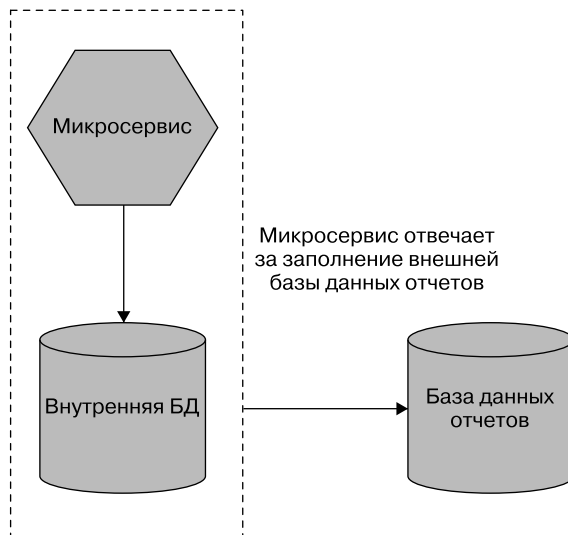 Микросервис
Микросервис отвечает
за заполнение внешней
базы данных отчетов
Внутренняя БД
База данных
отчетов